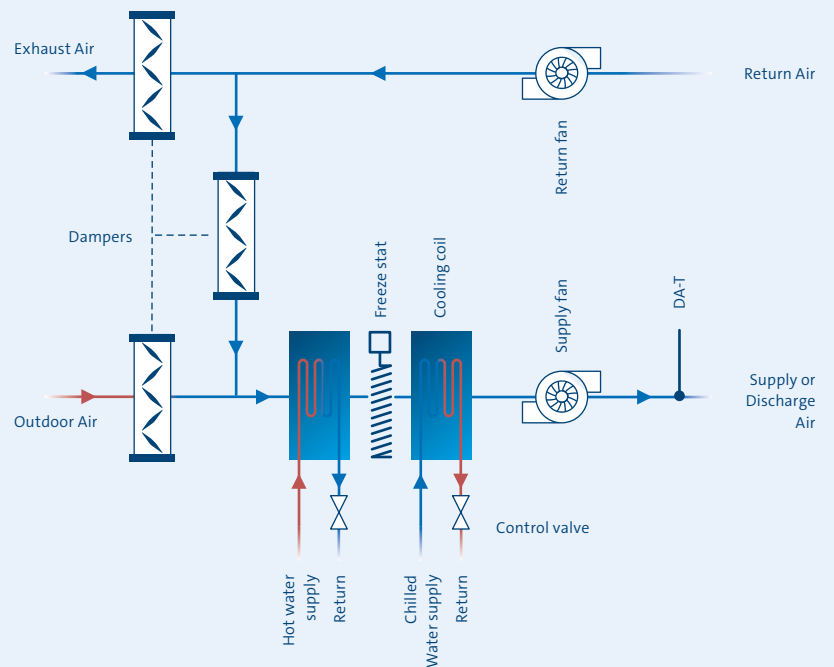 Exhaust Air
Return Air
Return fan
Dampers
Freeze stat
Cooling coil
Supply fan
DA-T
Outdoor Air
Supply or
Discharge
Air
Control valve
Hot water
supply
Return
Chilled
Water supply
Return